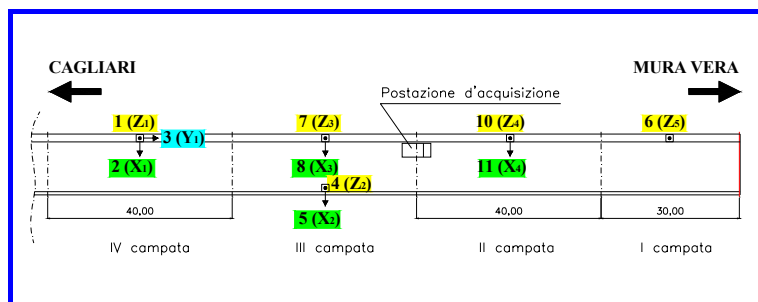 CAGLIARI
MURA VERA
Postazione d'acquisizione
1 (Z1)
7 (Z3)
10 (Z4)
6 (Z5)
3 (Y1)
2 (X1)
8 (X3)
11 (X4)
4 (Z2)
5 (X2)
40,00
40,00
30,00
IV campata
III campata
II campata
I campata